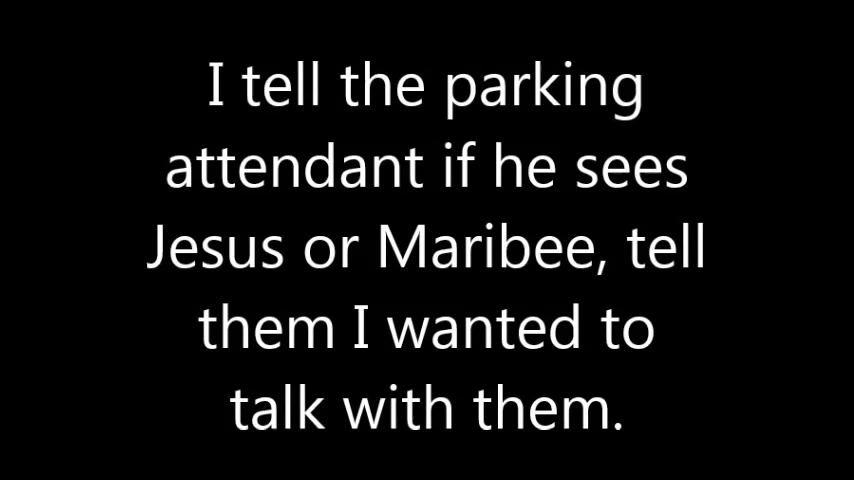 I tell the parking
attendant if he sees
Jesus or Maribee, tell
them I wanted to
talk with them.